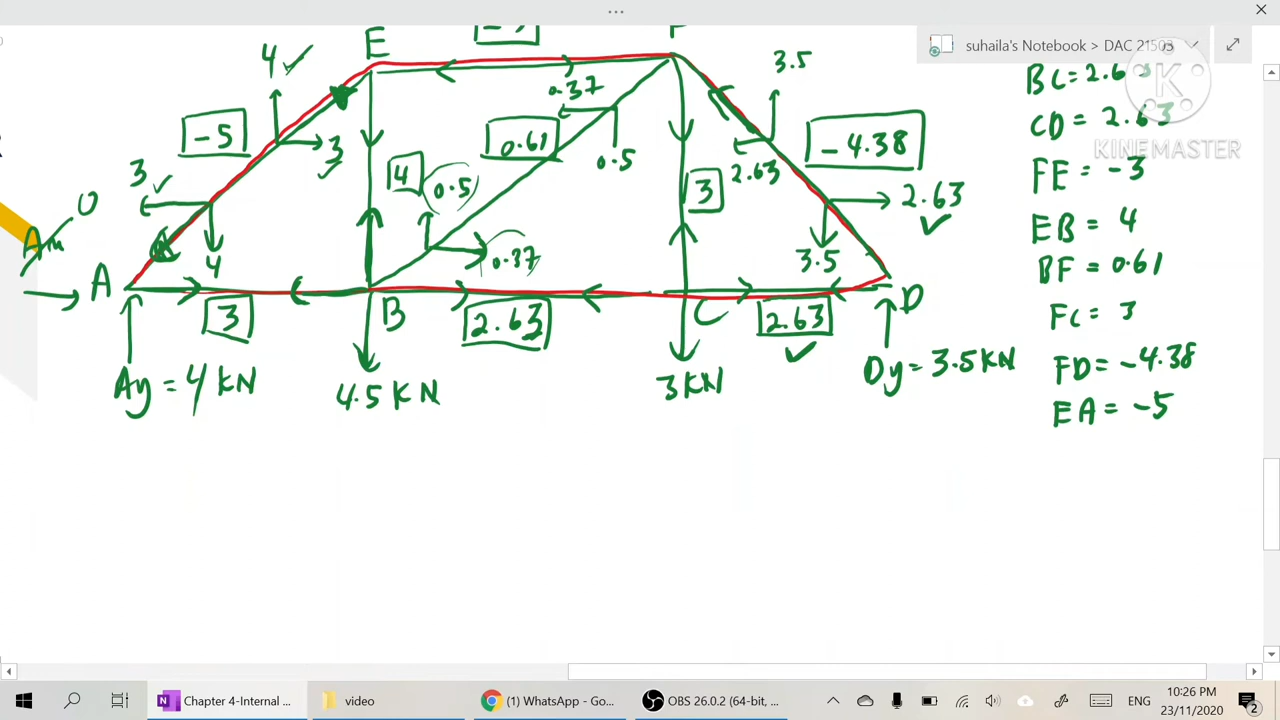 suhaila's Notebook > DAC 21503
K
KINEMASTER
E
4 ✓
-5
3
3 ✓
4
A
3
4
0.5
0.37
0.61
0.37
0.5
3
3.5
2.63
-4.38
2.63
3.5
B
2.63
C
2.63
D
Ay = 4 KN
4.5 KN
3 KN
Dy = 3.5 KN
CD = 2.63
FE = -3
EB = 4
BF = 0.61
FC = 3
FD = -4.38
EA = -5
Chapter 4-Internal ...
video
(1) WhatsApp - Go...
OBS 26.0.2 (64-bit, ...
ENG
10:26 PM
23/11/2020
2